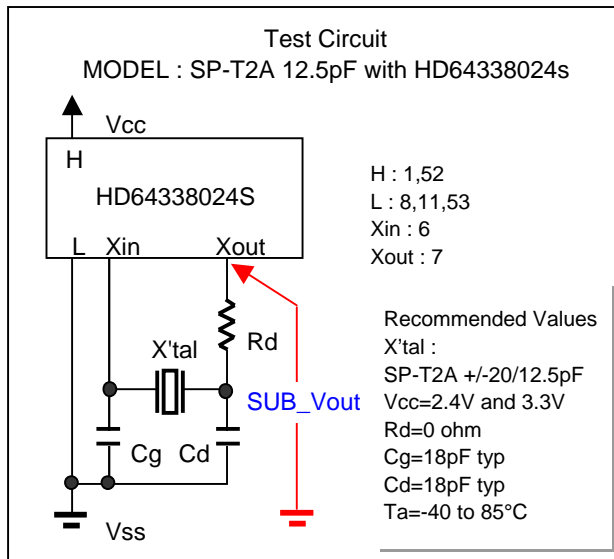 Test Circuit
MODEL : SP-T2A 12.5pF with HD64338024s
Vcc
H
HD64338024S
L Xin Xout
H : 1,52
L : 8,11,53
Xin : 6
Xout : 7
Rd
X'tal
SUB_Vout
Cg Cd
Vss
Recommended Values
X'tal :
SP-T2A +/-20/12.5pF
Vcc=2.4V and 3.3V
Rd=0 ohm
Cg=18pF typ
Cd=18pF typ
Ta=-40 to 85°C